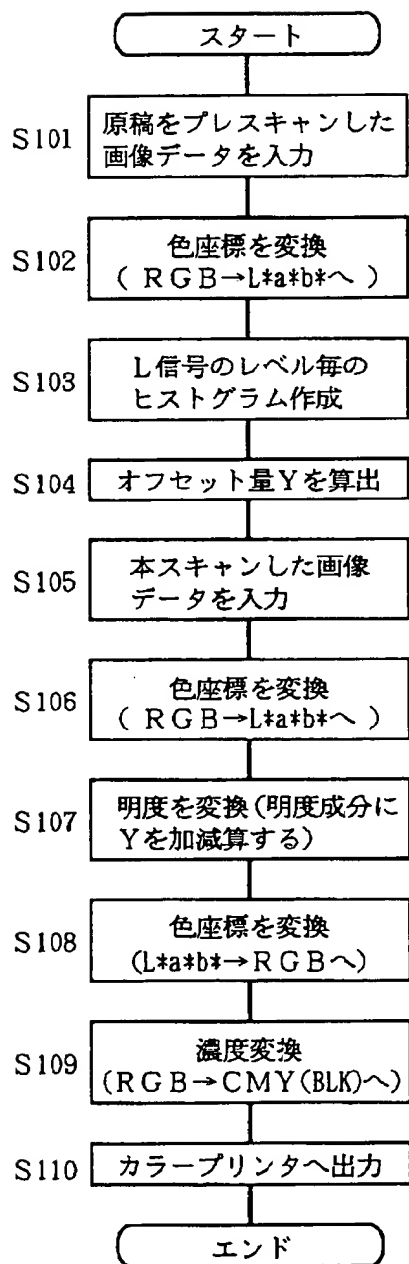 スタート
S101
原稿をプレスキャンした
画像データを入力
S102
色座標を変換
(RGB→L*a*b*へ)
S103
L信号のレベル毎の
ヒストグラム作成
S104
オフセット量Yを算出
S105
本スキャンした画像
データを入力
S106
色座標を変換
(RGB→L*a*b*へ)
S107
明度を変換(明度成分に
Yを加減算する)
S108
色座標を変換
(L*a*b*→RGBへ)
S109
濃度変換
(RGB→CMY(BLK)へ)
S110
カラープリンタへ出力
エンド